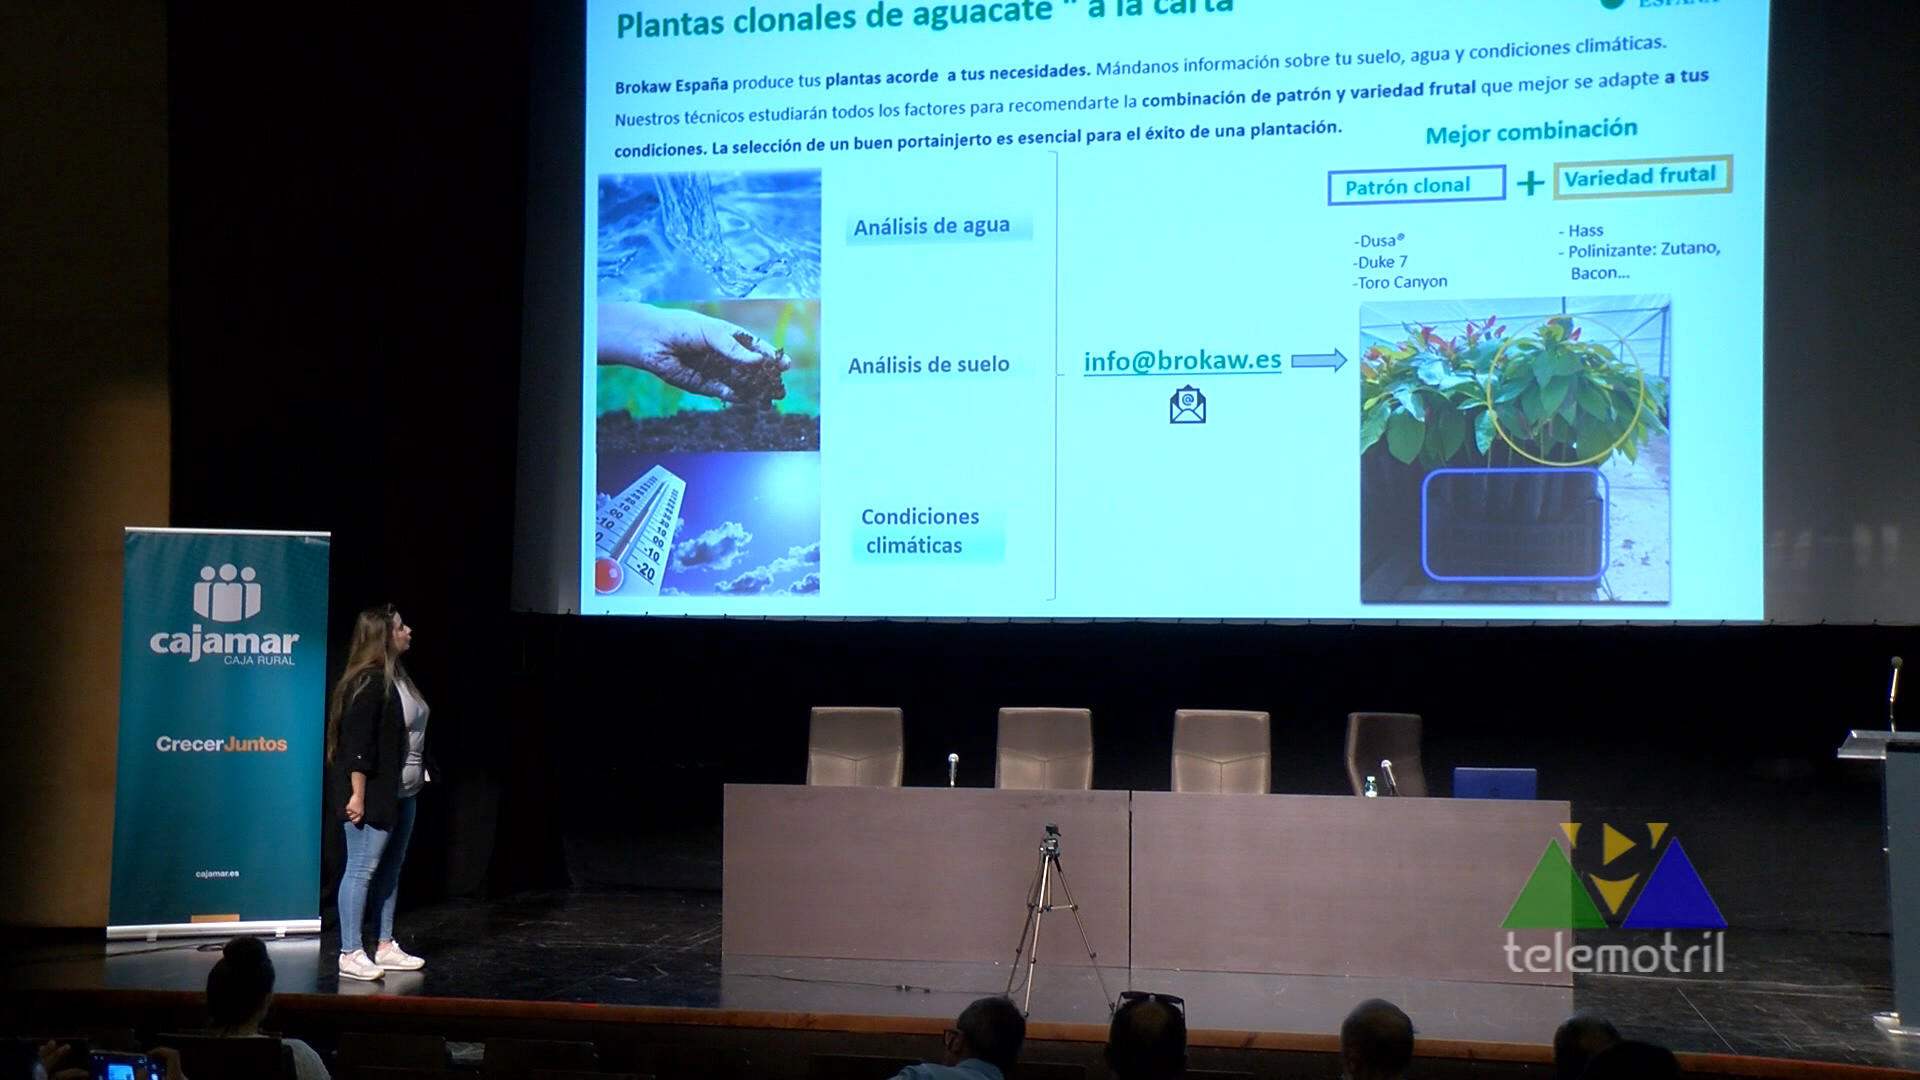 Plantas clonales de aguacate " a la carta
ESPAÑA
Brokaw España produce tus plantas acorde a tus necesidades. Mándanos información sobre tu suelo, agua y condiciones climáticas.
Nuestros técnicos estudiarán todos los factores para recomendarte la combinación de patrón y variedad frutal que mejor se adapte a tus
condiciones. La selección de un buen portainjerto es esencial para el éxito de una plantación.
Mejor combinación
Patrón clonal + Variedad frutal
Análisis de agua
-Dusa®
-Duke 7
-Toro Canyon
- Hass
- Polinizante: Zutano,
Bacon...
Análisis de suelo
info@brokaw.es
Condiciones
climáticas
cajamar
CAJA RURAL
CrecerJuntos
cajamar.es
telemotril